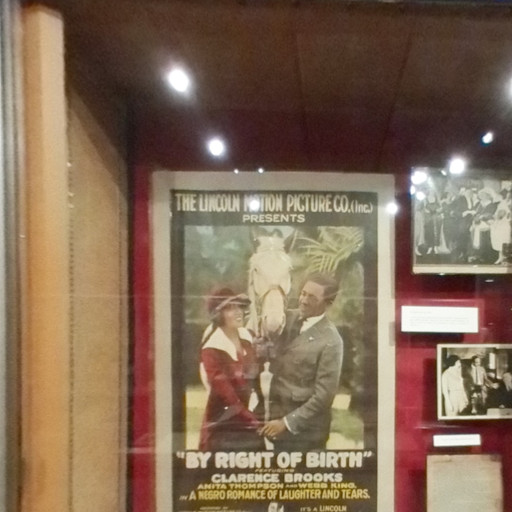 THE LINCOLN MOTION PICTURE CO.(Inc.)
PRESENTS
"BY RIGHT OF BIRTH"
FEATURING
CLARENCE BROOKS
ANITA THOMPSON AND WEBB KING.
IN A NEGRO ROMANCE OF LAUGHTER AND TEARS.
IT'S A LINCOLN